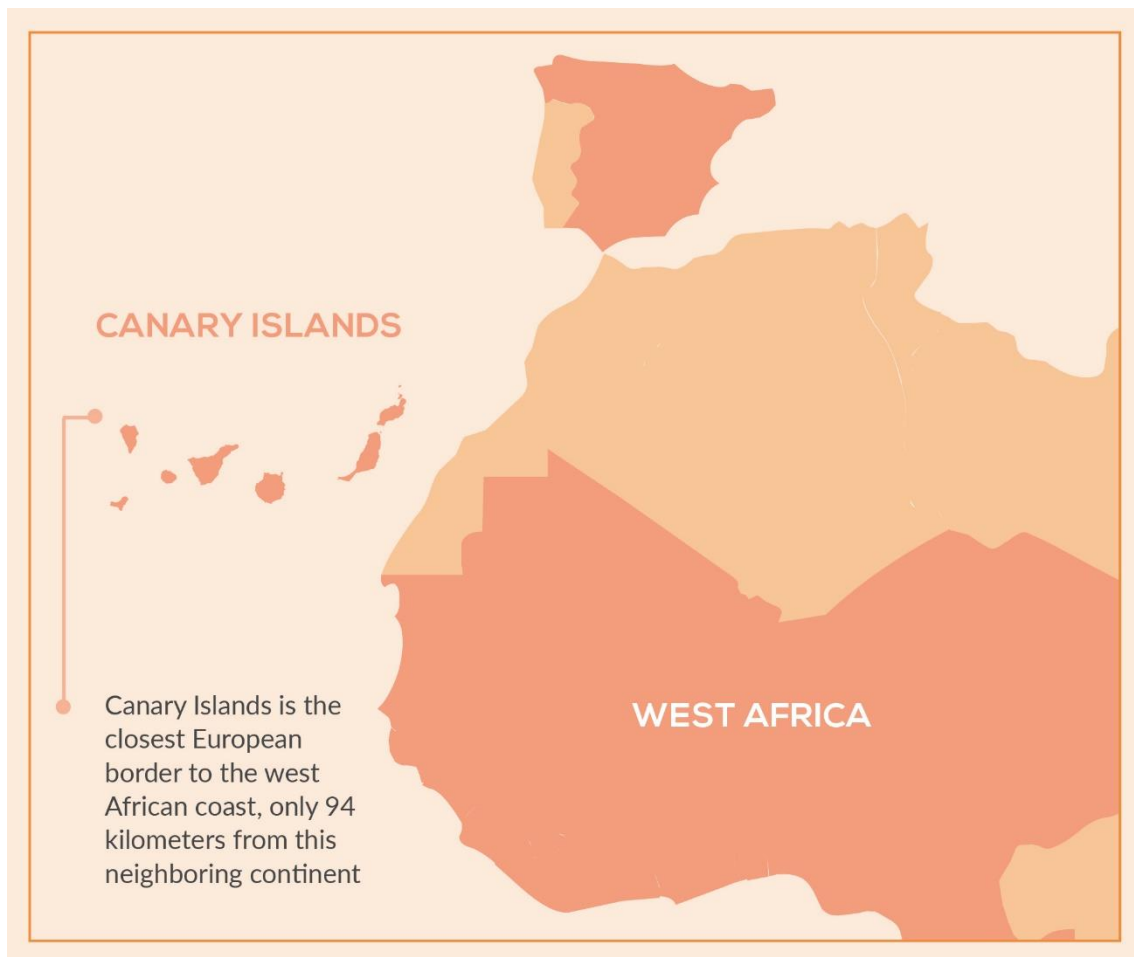 CANARY ISLANDS
Canary Islands is the
closest European
border to the west
African coast, only 94
kilometers from this
neighboring continent
WEST AFRICA